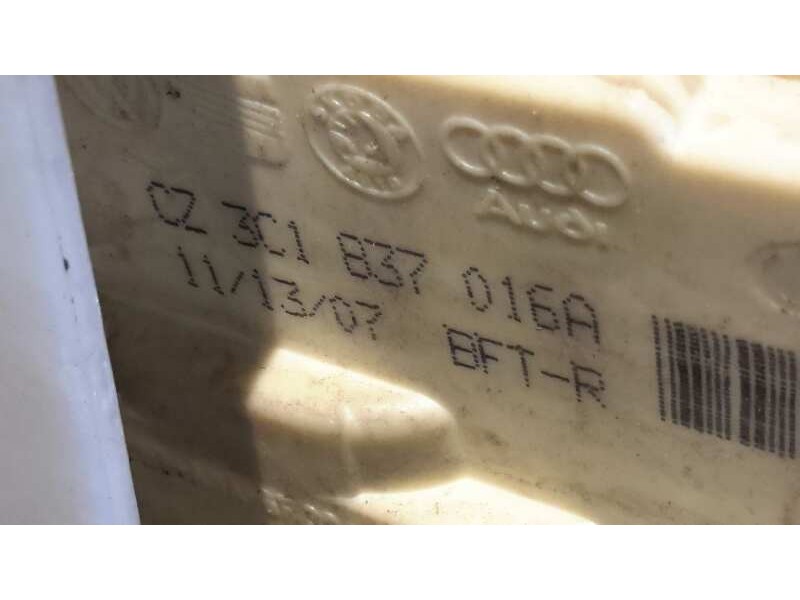 Audi
CZ 3C1 837 016A
11/13/07 BFT-R